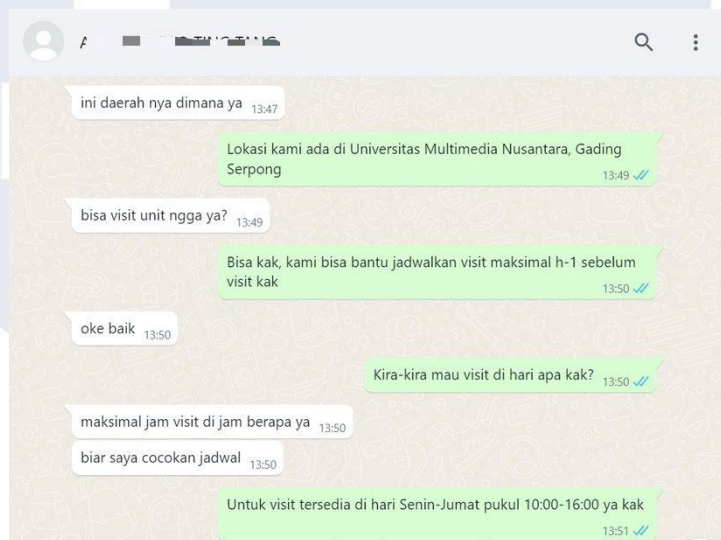 ini daerah nya dimana ya 13:47
Lokasi kami ada di Universitas Multimedia Nusantara, Gading
Serpong
13:49
bisa visit unit ngga ya? 13:49
Bisa kak, kami bisa bantu jadwalkan visit maksimal h-1 sebelum
visit kak
13:50
oke baik 13:50
Kira-kira mau visit di hari apa kak? 13:50
maksimal jam visit di jam berapa ya 13:50
biar saya cocokan jadwal 13:50
Untuk visit tersedia di hari Senin-Jumat pukul 10:00-16:00 ya kak
13:51